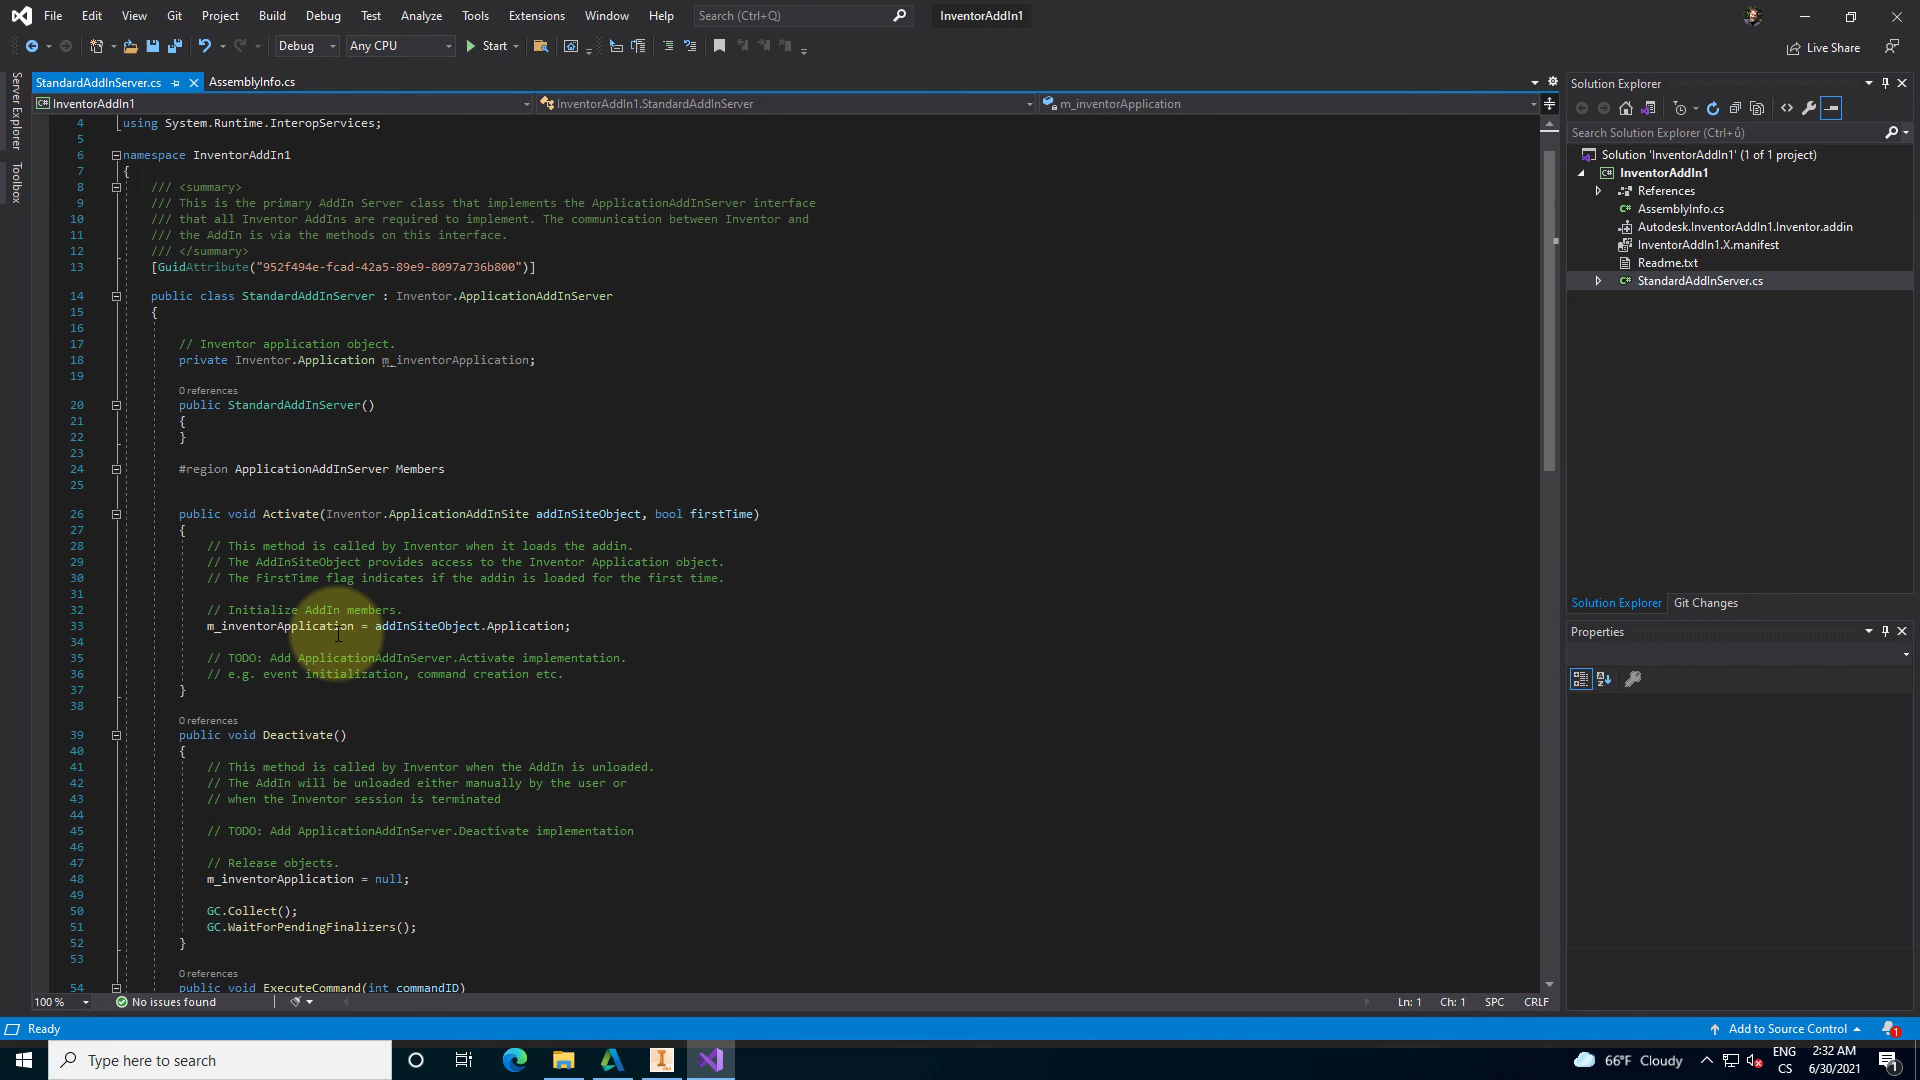 File Edit View Git Project Build Debug Test Analyze Tools Extensions Window Help Search (Ctrl+Q) InventorAddIn1
Debug Any CPU Start Live Share
StandardAddInServer.cs AssemblyInfo.cs
InventorAddIn1 InventorAddIn1.StandardAddInServer m_inventorApplication
Server Explorer
Toolbox
4 using System.Runtime.InteropServices;
5
6 namespace InventorAddIn1
7 {
8 /// <summary>
9 /// This is the primary AddIn Server class that implements the ApplicationAddInServer interface
10 /// that all Inventor AddIns are required to implement. The communication between Inventor and
11 /// the AddIn is via the methods on this interface.
12 /// </summary>
13 [GuidAttribute("952f494e-fcad-42a5-89e9-8097a736b800")]
14 public class StandardAddInServer : Inventor.ApplicationAddInServer
15 {
16
17 // Inventor application object.
18 private Inventor.Application m_inventorApplication;
19
0 references
20 public StandardAddInServer()
21 {
22 }
23
24 #region ApplicationAddInServer Members
25
26 public void Activate(Inventor.ApplicationAddInSite addInSiteObject, bool firstTime)
27 {
28 // This method is called by Inventor when it loads the addin.
29 // The AddInSiteObject provides access to the Inventor Application object.
30 // The FirstTime flag indicates if the addin is loaded for the first time.
31
32 // Initialize AddIn members.
33 m_inventorApplication = addInSiteObject.Application;
34
35 // TODO: Add ApplicationAddInServer.Activate implementation.
36 // e.g. event initialization, command creation etc.
37 }
38
0 references
39 public void Deactivate()
40 {
41 // This method is called by Inventor when the AddIn is unloaded.
42 // The AddIn will be unloaded either manually by the user or
43 // when the Inventor session is terminated
44
45 // TODO: Add ApplicationAddInServer.Deactivate implementation
46
47 // Release objects.
48 m_inventorApplication = null;
49
50 GC.Collect();
51 GC.WaitForPendingFinalizers();
52 }
53
0 references
54 public void ExecuteCommand(int commandID)
100 % No issues found Ln: 1 Ch: 1 SPC CRLF
Solution Explorer
Search Solution Explorer (Ctrl+ů)
Solution 'InventorAddIn1' (1 of 1 project)
InventorAddIn1
References
AssemblyInfo.cs
Autodesk.InventorAddIn1.Inventor.addin
InventorAddIn1.X.manifest
Readme.txt
StandardAddInServer.cs
Solution Explorer Git Changes
Properties
Ready Add to Source Control 1
Type here to search 66°F Cloudy ENG CS 2:32 AM 6/30/2021 1